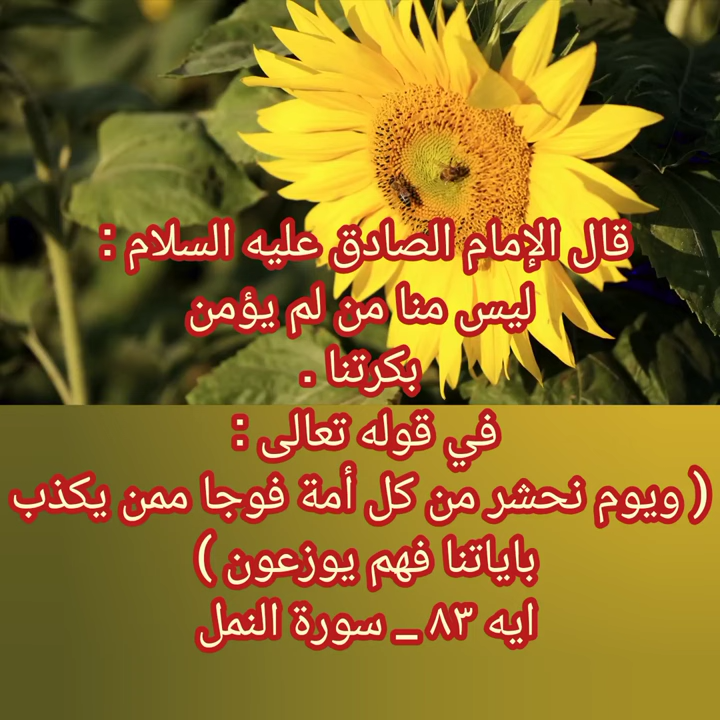 قال الإمام الصادق عليه السلام :
ليس منا من لم يؤمن
بكرتنا .
في قوله تعالى :
( ويوم نحشر من كل أمة فوجا ممن يكذب
باياتنا فهم يوزعون )
ايه ٨٣ _ سورة النمل